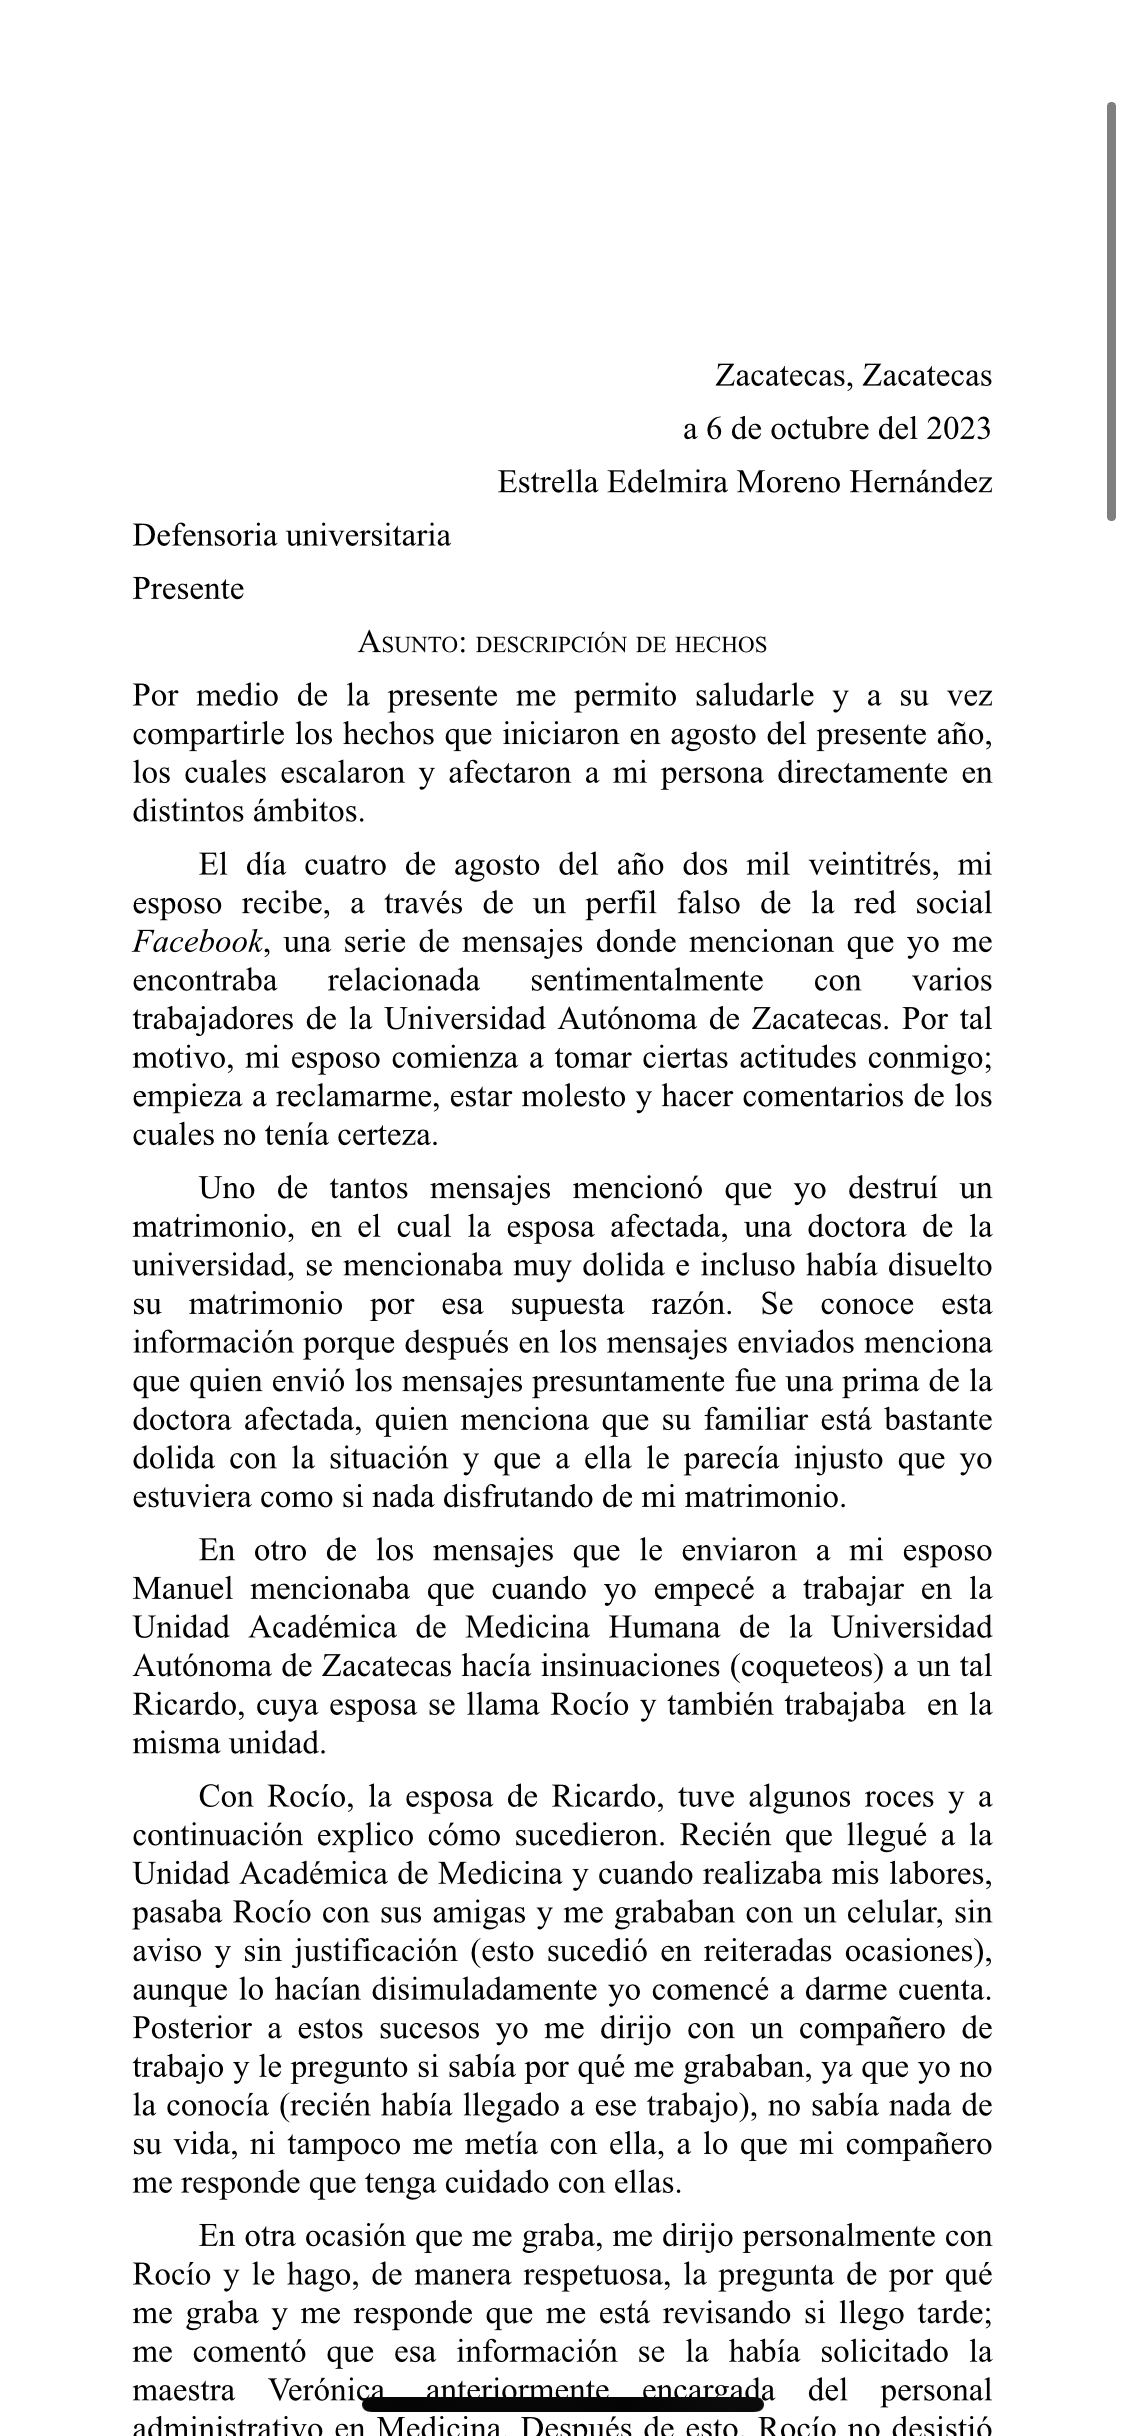 Zacatecas, Zacatecas
a 6 de octubre del 2023
Estrella Edelmira Moreno Hernández
Defensoria universitaria
Presente
ASUNTO: DESCRIPCIÓN DE HECHOS
Por medio de la presente me permito saludarle y a su vez
compartirle los hechos que iniciaron en agosto del presente año,
los cuales escalaron y afectaron a mi persona directamente en
distintos ámbitos.
El día cuatro de agosto del año dos mil veintitrés, mi
esposo recibe, a través de un perfil falso de la red social
Facebook, una serie de mensajes donde mencionan que yo me
encontraba relacionada sentimentalmente con varios
trabajadores de la Universidad Autónoma de Zacatecas. Por tal
motivo, mi esposo comienza a tomar ciertas actitudes conmigo;
empieza a reclamarme, estar molesto y hacer comentarios de los
cuales no tenía certeza.
Uno de tantos mensajes mencionó que yo destruí un
matrimonio, en el cual la esposa afectada, una doctora de la
universidad, se mencionaba muy dolida e incluso había disuelto
su matrimonio por esa supuesta razón. Se conoce esta
información porque después en los mensajes enviados menciona
que quien envió los mensajes presuntamente fue una prima de la
doctora afectada, quien menciona que su familiar está bastante
dolida con la situación y que a ella le parecía injusto que yo
estuviera como si nada disfrutando de mi matrimonio.
En otro de los mensajes que le enviaron a mi esposo
Manuel mencionaba que cuando yo empecé a trabajar en la
Unidad Académica de Medicina Humana de la Universidad
Autónoma de Zacatecas hacía insinuaciones (coqueteos) a un tal
Ricardo, cuya esposa se llama Rocío y también trabajaba en la
misma unidad.
Con Rocío, la esposa de Ricardo, tuve algunos roces y a
continuación explico cómo sucedieron. Recién que llegué a la
Unidad Académica de Medicina y cuando realizaba mis labores,
pasaba Rocío con sus amigas y me grababan con un celular, sin
aviso y sin justificación (esto sucedió en reiteradas ocasiones),
aunque lo hacían disimuladamente yo comencé a darme cuenta.
Posterior a estos sucesos yo me dirijo con un compañero de
trabajo y le pregunto si sabía por qué me grababan, ya que yo no
la conocía (recién había llegado a ese trabajo), no sabía nada de
su vida, ni tampoco me metía con ella, a lo que mi compañero
me responde que tenga cuidado con ellas.
En otra ocasión que me graba, me dirijo personalmente con
Rocío y le hago, de manera respetuosa, la pregunta de por qué
me graba y me responde que me está revisando si llego tarde;
me comentó que esa información se la había solicitado la
maestra Verónica anteriormente encargada del personal
administrativo en Medicina. Después de esto, Rocío no desistió